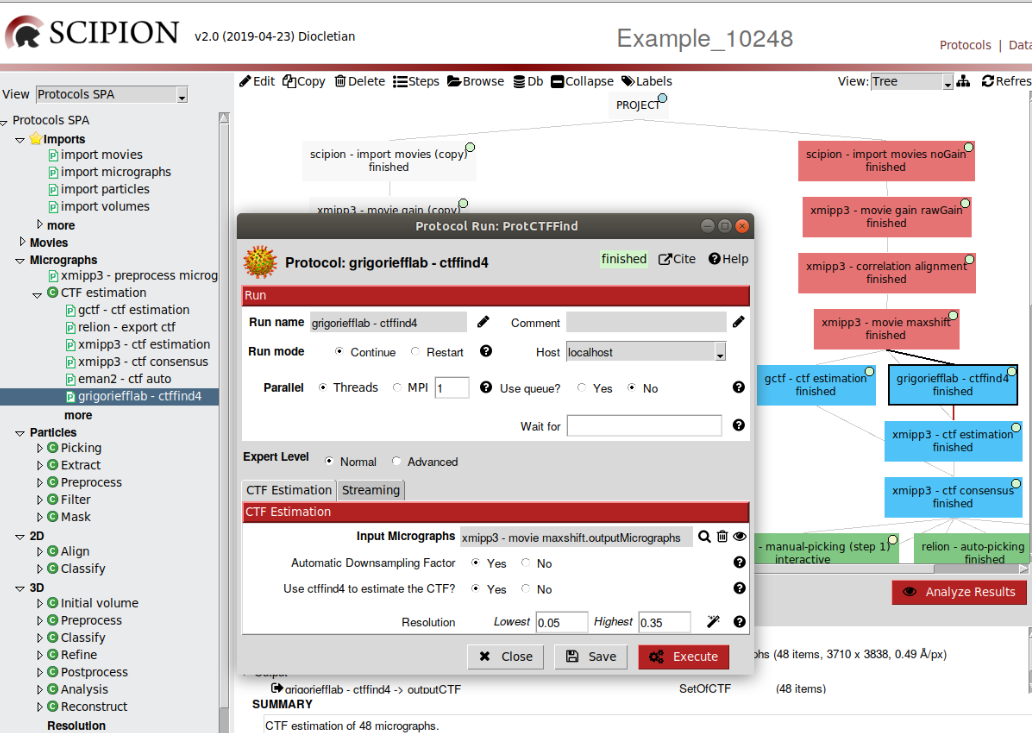 SCIPION v2.0 (2019-04-23) Diocletian
Example_10248
Protocols | Data
View Protocols SPA
Edit Copy Delete Steps Browse Db Collapse Labels
View: Tree Refres
Protocols SPA
Imports
import movies
import micrographs
import particles
import volumes
more
Movies
Micrographs
xmipp3 - preprocess microg
CTF estimation
gctf - ctf estimation
relion - export ctf
xmipp3 - ctf estimation
xmipp3 - ctf consensus
eman2 - ctf auto
grigoriefflab - ctffind4
more
Particles
Picking
Extract
Preprocess
Filter
Mask
2D
Align
Classify
3D
Initial volume
Preprocess
Classify
Refine
Postprocess
Analysis
Reconstruct
Resolution
PROJECT
scipion - import movies (copy)
finished
xmipp3 - movie gain (copy)
scipion - import movies noGain
finished
xmipp3 - movie gain rawGain
finished
xmipp3 - correlation alignment
finished
xmipp3 - movie maxshift
finished
gctf - ctf estimation
finished
grigoriefflab - ctffind4
finished
xmipp3 - ctf estimation
finished
xmipp3 - ctf consensus
finished
- manual-picking (step 1)
interactive
relion - auto-picking
finished
Protocol Run: ProtCTFFind
Protocol: grigoriefflab - ctffind4
finished Cite Help
Run
Run name grigoriefflab - ctffind4 Comment
Run mode Continue Restart Host localhost
Parallel Threads MPI 1 Use queue? Yes No
Wait for
Expert Level Normal Advanced
CTF Estimation Streaming
CTF Estimation
Input Micrographs xmipp3 - movie maxshift.outputMicrographs
Automatic Downsampling Factor Yes No
Use ctffind4 to estimate the CTF? Yes No
Resolution Lowest 0.05 Highest 0.35
Close Save Execute
Analyze Results
phs (48 items, 3710 x 3838, 0.49 Å/px)
Output
grigoriefflab - ctffind4 -> outputCTF SetOfCTF (48 items)
SUMMARY
CTF estimation of 48 micrographs.